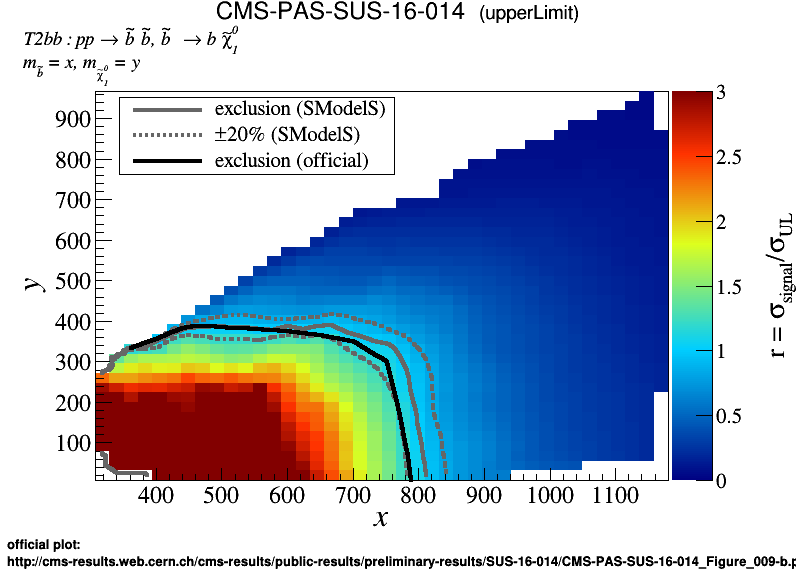 CMS-PAS-SUS-16-014 (upperLimit)
T2bb : pp → b̃ b̃, b̃ → b χ̃₁⁰
m_b̃ = x, m_χ̃₁⁰ = y
exclusion (SModelS)
±20% (SModelS)
exclusion (official)
900
800
700
600
500
400
300
200
100
y
400 500 600 700 800 900 1000 1100
x
3
2.5
2
1.5
1
0.5
0
r = σ_signal/σ_UL
official plot:
http://cms-results.web.cern.ch/cms-results/public-results/preliminary-results/SUS-16-014/CMS-PAS-SUS-16-014_Figure_009-b.p